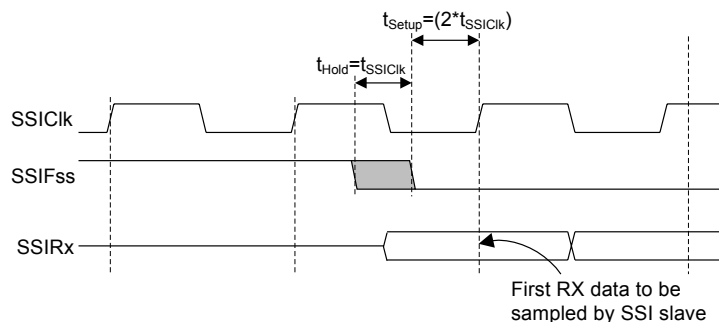 tSetup=(2*tSSIClk)
tHold=tSSIClk
SSIClk
SSIFss
SSIRx
First RX data to be
sampled by SSI slave